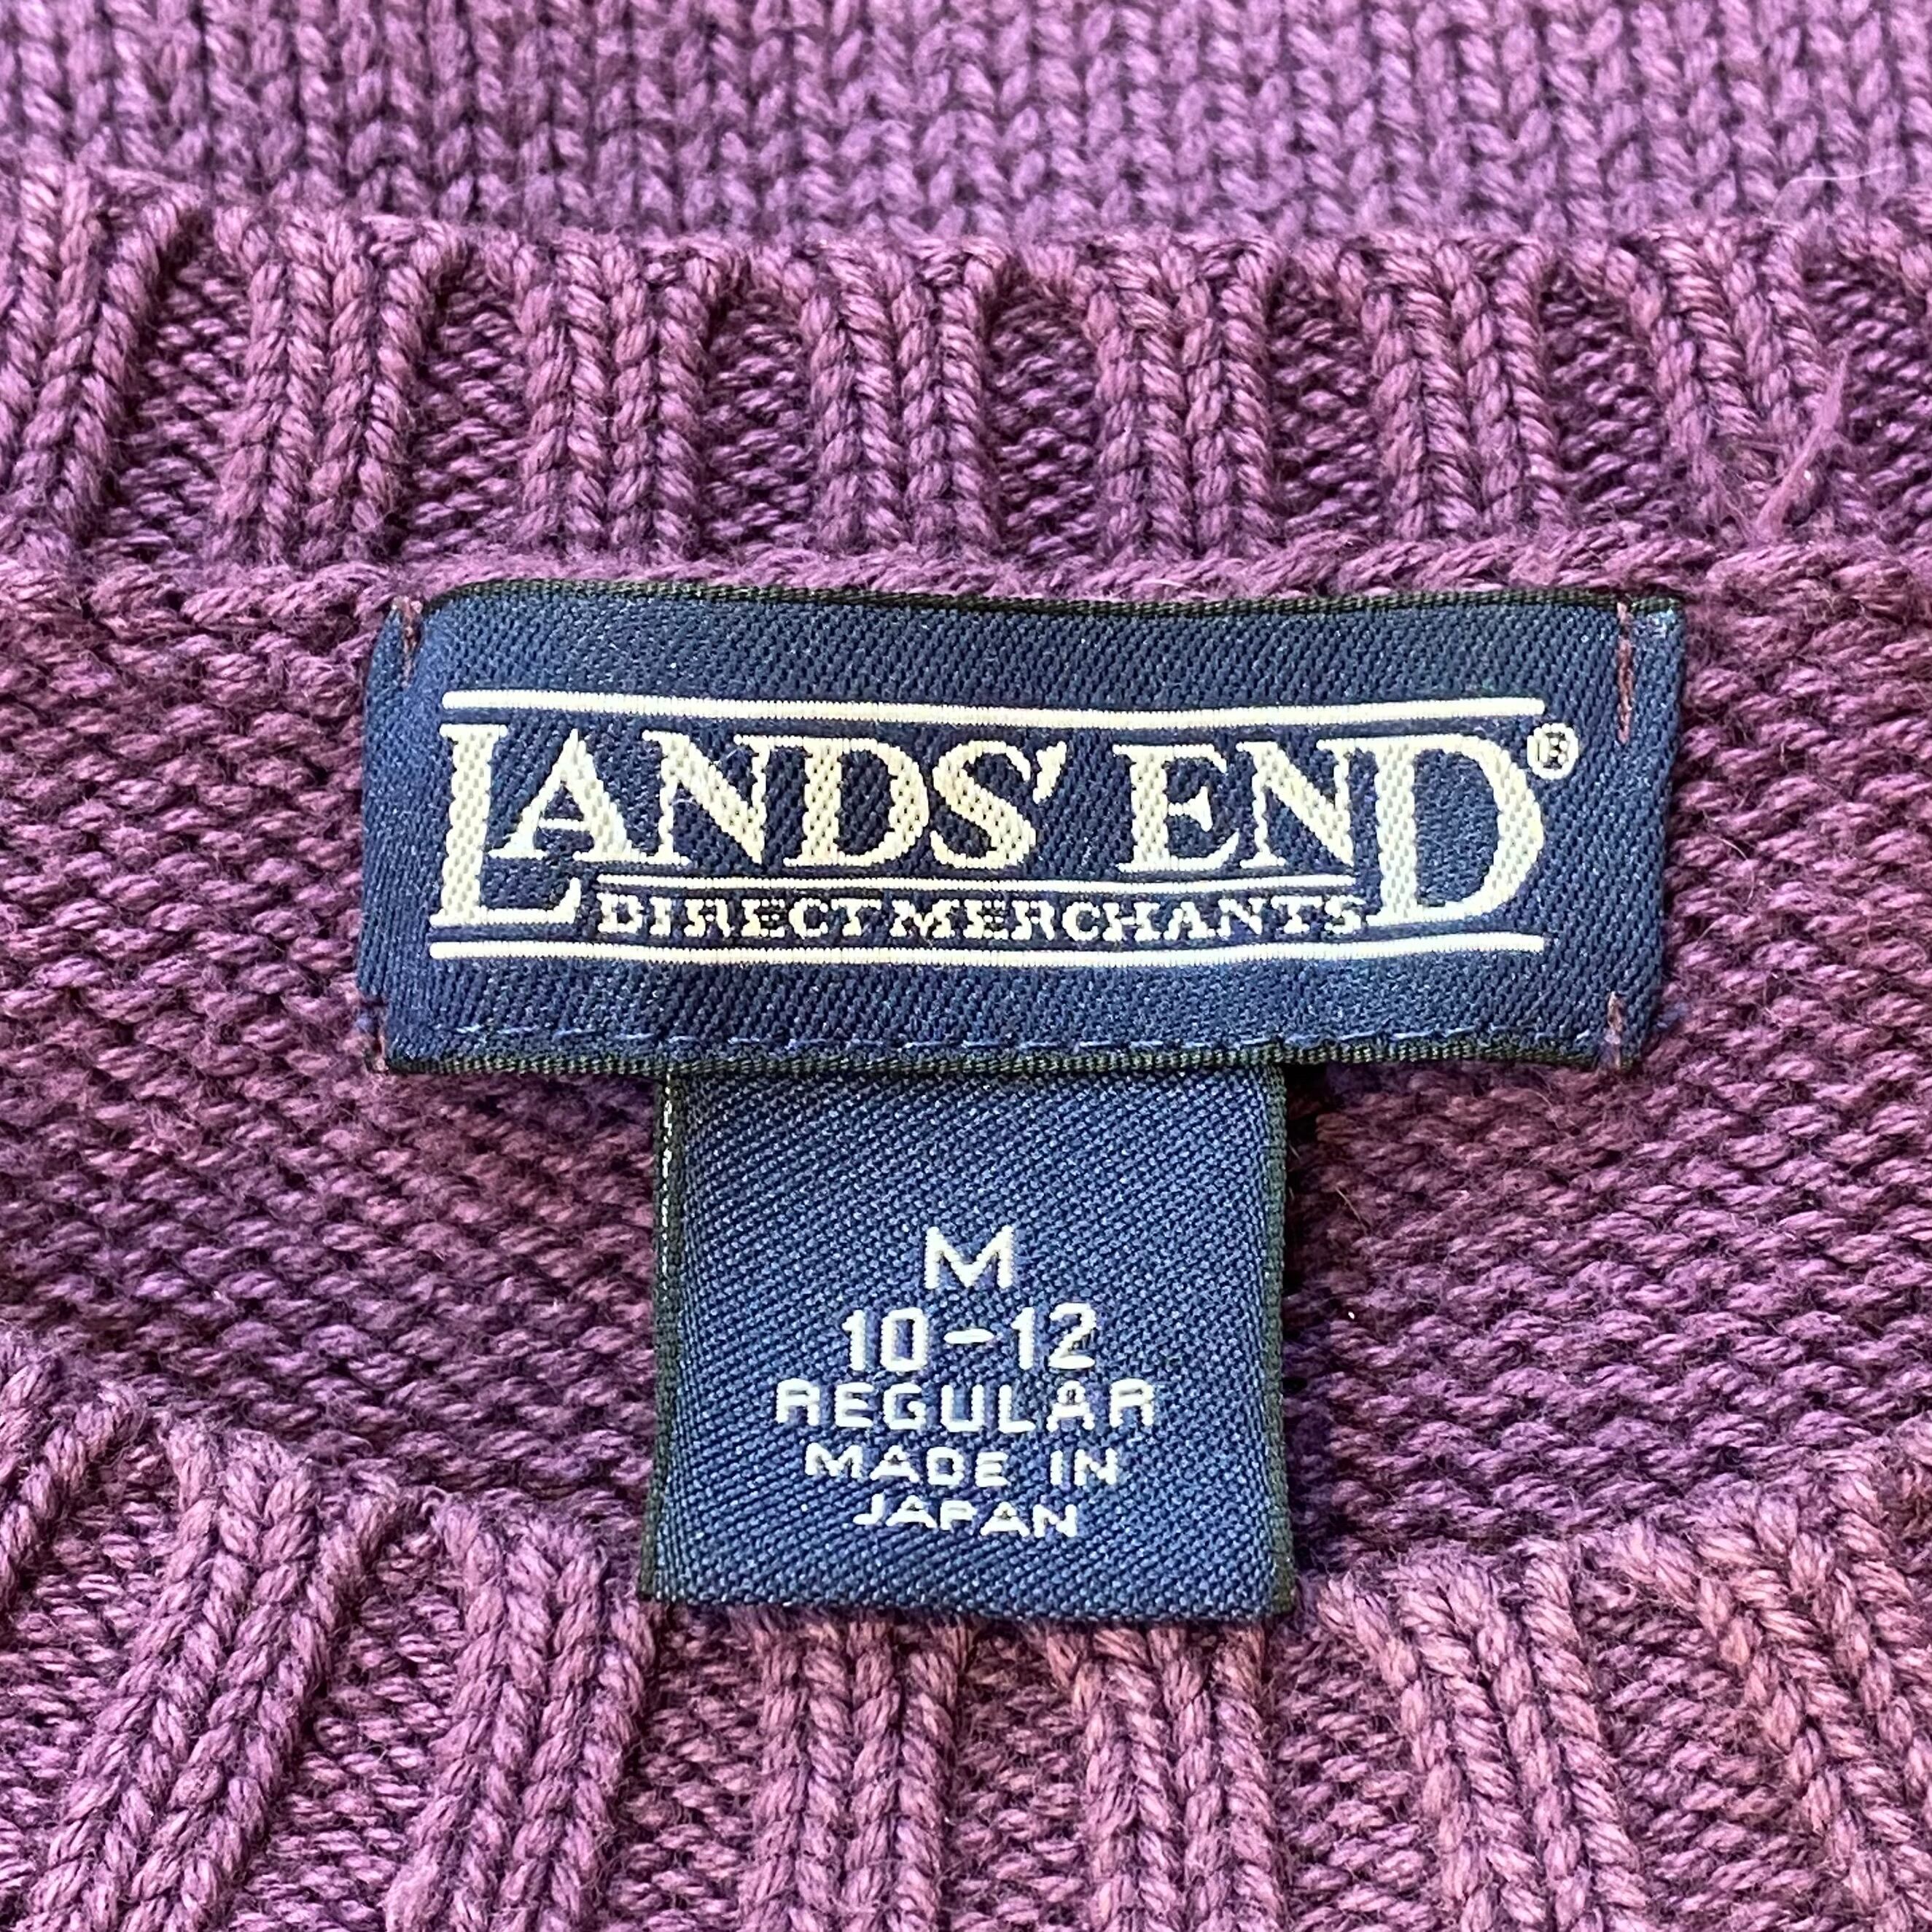 LANDS' END®
DIRECT MERCHANTS
M
10-12
REGULAR
MADE IN
JAPAN